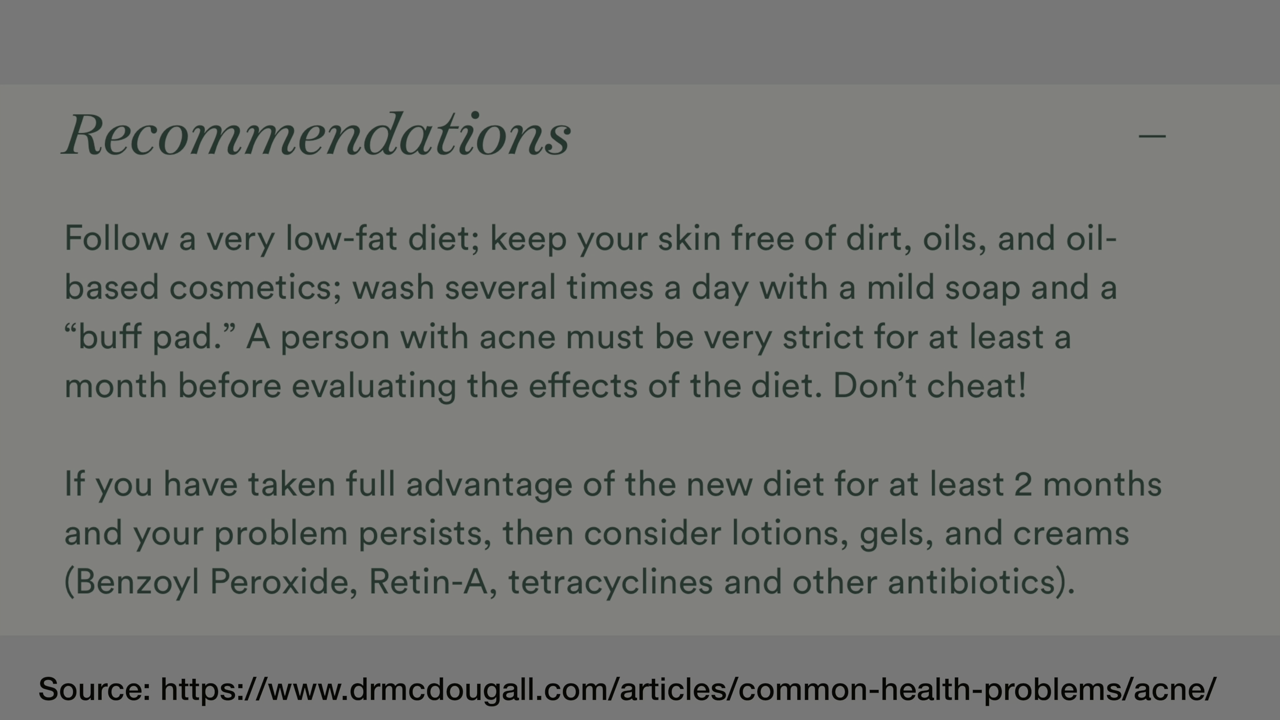 Recommendations
Follow a very low-fat diet; keep your skin free of dirt, oils, and oil-
based cosmetics; wash several times a day with a mild soap and a
“buff pad.” A person with acne must be very strict for at least a
month before evaluating the effects of the diet. Don’t cheat!
If you have taken full advantage of the new diet for at least 2 months
and your problem persists, then consider lotions, gels, and creams
(Benzoyl Peroxide, Retin-A, tetracyclines and other antibiotics).
Source: https://www.drmcdougall.com/articles/common-health-problems/acne/